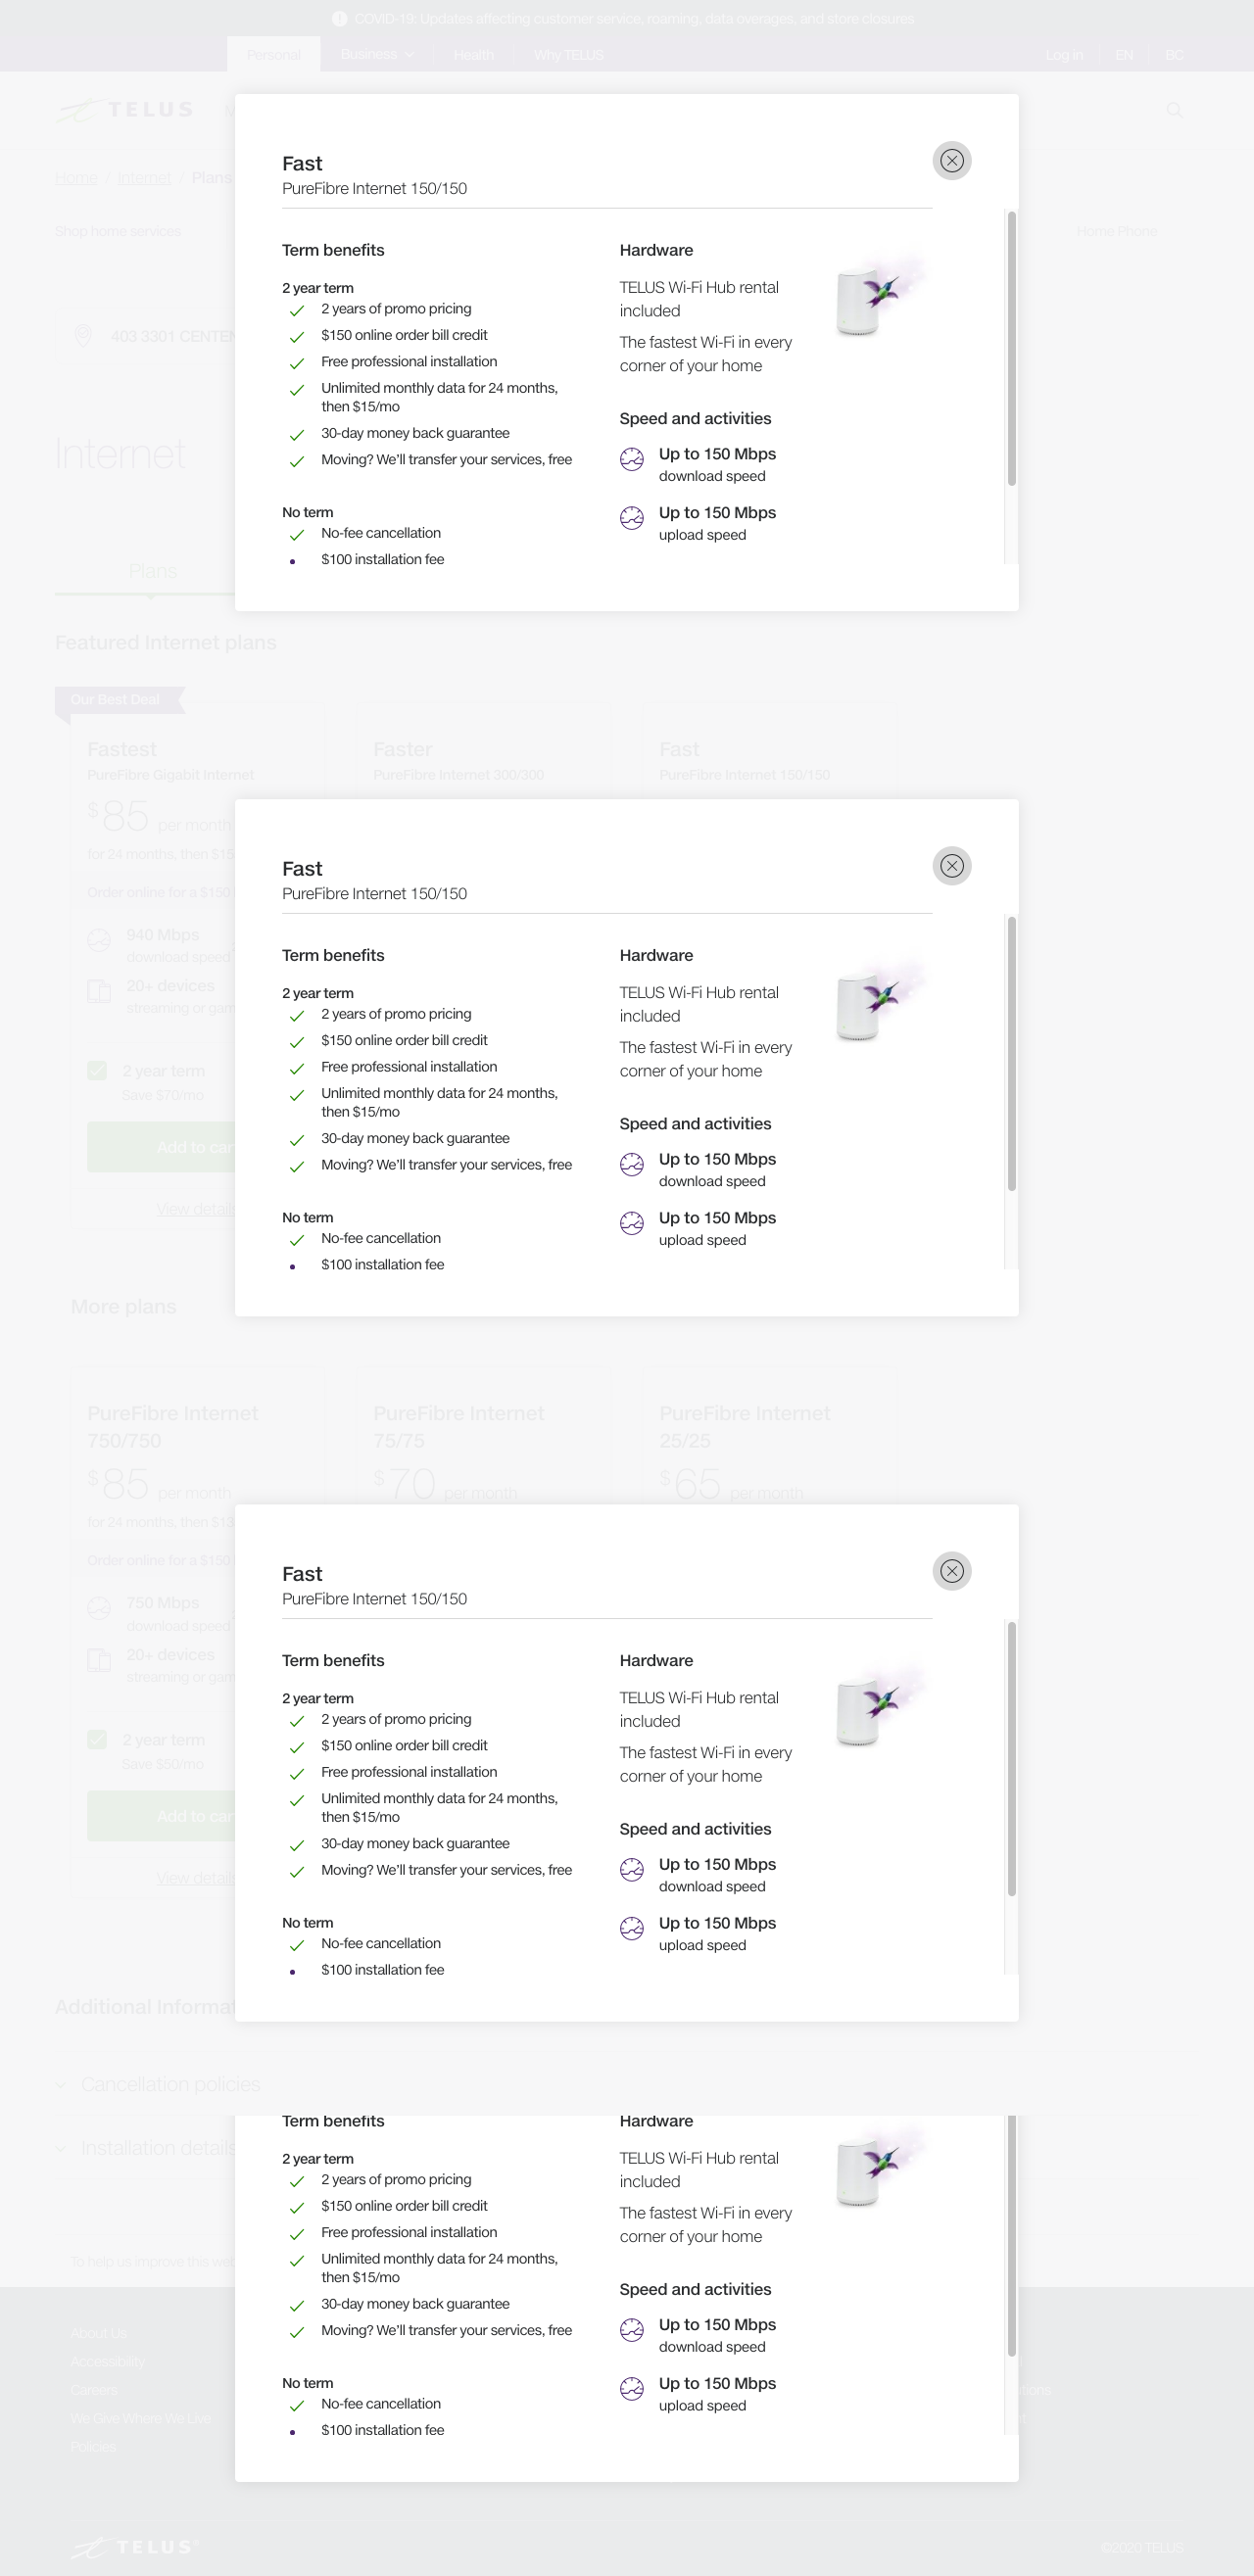 COVID-19: Updates affecting customer service, roaming, data overages, and store closures
Personal
Business
Health
Why TELUS
Log in
EN
BC
TELUS
Home / Internet / Plans
Shop home services
Home Phone
403 3301
Internet
Plans
Fast
PureFibre Internet 150/150
Term benefits
2 year term
2 years of promo pricing
$150 online order bill credit
Free professional installation
Unlimited monthly data for 24 months,
then $15/mo
30-day money back guarantee
Moving? We'll transfer your services, free
No term
No-fee cancellation
$100 installation fee
Hardware
TELUS Wi-Fi Hub rental
included
The fastest Wi-Fi in every
corner of your home
Speed and activities
Up to 150 Mbps
download speed
Up to 150 Mbps
upload speed
Featured Internet plans
Our Best Deal
Fastest
PureFibre Gigabit Internet
$85 per month
for 24 months, then $15
Order online for a $150
940 Mbps
download speed
20+ devices
streaming or
2 year term
Save $70/mo
Add to
View details
Faster
PureFibre Internet 300/300
Fast
PureFibre Internet 150/150
Fast
PureFibre Internet 150/150
Term benefits
2 year term
2 years of promo pricing
$150 online order bill credit
Free professional installation
Unlimited monthly data for 24 months,
then $15/mo
30-day money back guarantee
Moving? We'll transfer your services, free
No term
No-fee cancellation
$100 installation fee
Hardware
TELUS Wi-Fi Hub rental
included
The fastest Wi-Fi in every
corner of your home
Speed and activities
Up to 150 Mbps
download speed
Up to 150 Mbps
upload speed
More plans
PureFibre Internet
750/750
$85 per month
for 24 months, then $13
Order online for a $150
750 Mbps
download speed
20+ devices
streaming or
2 year term
Save $50/mo
Add to
View details
PureFibre Internet
75/75
$70 per month
PureFibre Internet
25/25
$65 per month
Fast
PureFibre Internet 150/150
Term benefits
2 year term
2 years of promo pricing
$150 online order bill credit
Free professional installation
Unlimited monthly data for 24 months,
then $15/mo
30-day money back guarantee
Moving? We'll transfer your services, free
No term
No-fee cancellation
$100 installation fee
Hardware
TELUS Wi-Fi Hub rental
included
The fastest Wi-Fi in every
corner of your home
Speed and activities
Up to 150 Mbps
download speed
Up to 150 Mbps
upload speed
Additional
Cancellation policies
Installation details
Term benefits
2 year term
2 years of promo pricing
$150 online order bill credit
Free professional installation
Unlimited monthly data for 24 months,
then $15/mo
30-day money back guarantee
Moving? We'll transfer your services, free
No term
No-fee cancellation
$100 installation fee
Hardware
TELUS Wi-Fi Hub rental
included
The fastest Wi-Fi in every
corner of your home
Speed and activities
Up to 150 Mbps
download speed
Up to 150 Mbps
upload speed
To help us improve this
About Us
Accessibility
Careers
We Give Where We Live
Policies
TELUS
©2020 TELUS